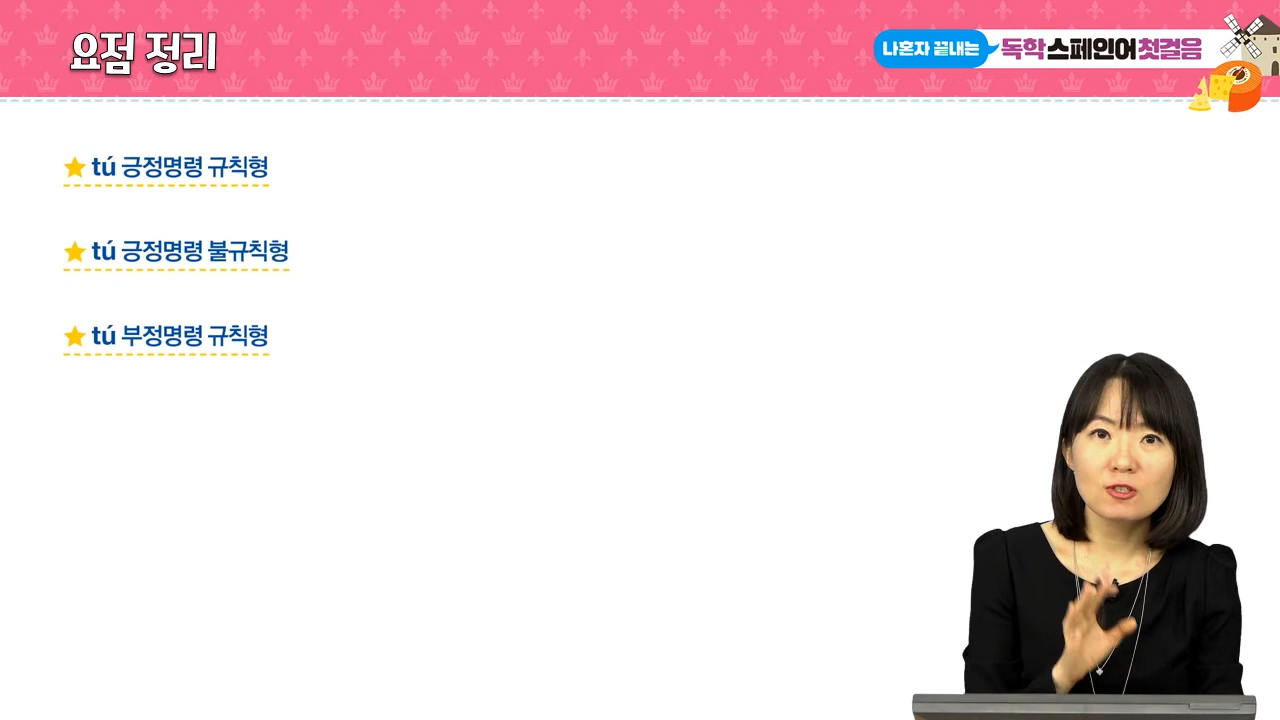 요점 정리
나혼자 끝내는 독학 스페인어 첫걸음
tú 긍정명령 규칙형
tú 긍정명령 불규칙형
tú 부정명령 규칙형